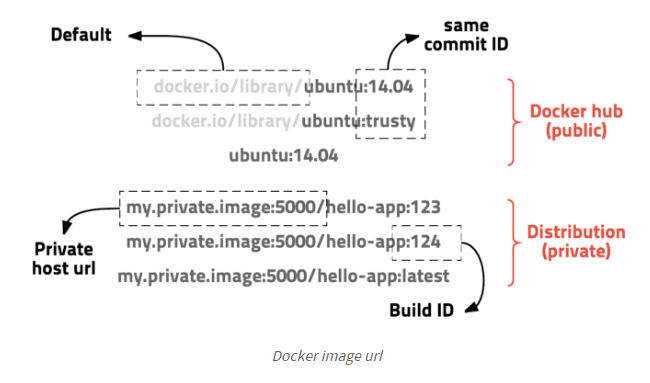 Default
same
commit ID
docker.io/library/ubuntu:14.04
docker.io/library/ubuntu:trusty
ubuntu:14.04
Docker hub
(public)
my.private.image:5000/hello-app:123
my.private.image:5000/hello-app:124
my.private.image:5000/hello-app:latest
Private
host url
Distribution
(private)
Build ID
Docker image url